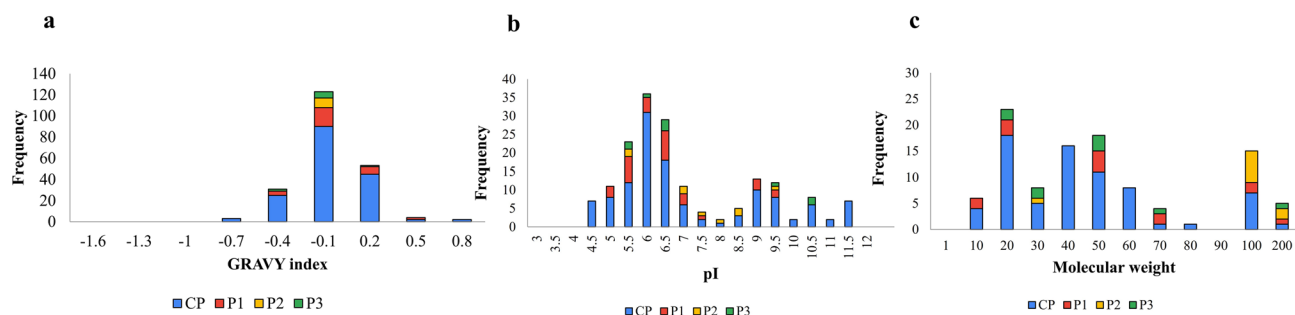 a
Frequency
140
120
100
80
60
40
20
0
-1.6 -1.3 -1 -0.7 -0.4 -0.1 0.2 0.5 0.8
GRAVY index
CP P1 P2 P3
b
Frequency
40
35
30
25
20
15
10
5
0
3 3.5 4 4.5 5 5.5 6 6.5 7 7.5 8 8.5 9 9.5 10 10.5 11 11.5 12
pI
CP P1 P2 P3
c
Frequency
30
25
20
15
10
5
0
1 10 20 30 40 50 60 70 80 90 100 200
Molecular weight
CP P1 P2 P3